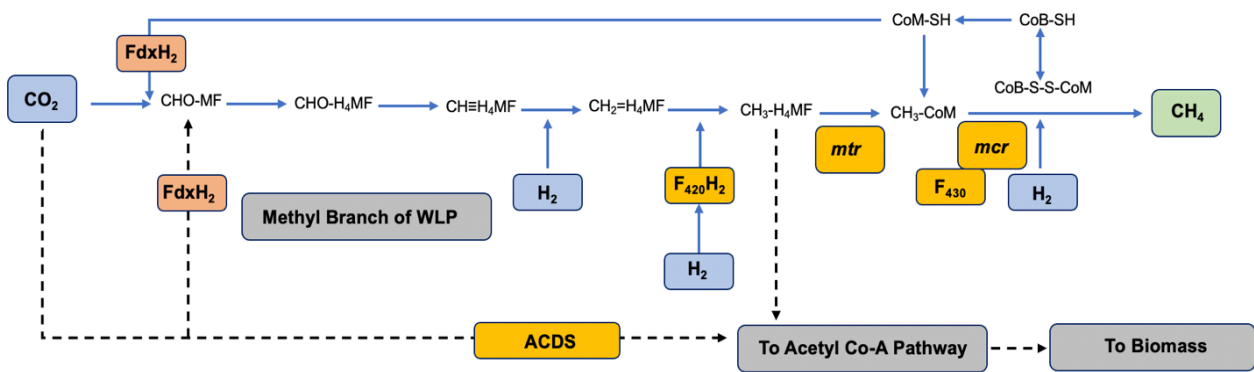 CoM-SH
CoB-SH
FdxH₂
CoB-S-S-CoM
CO₂
CHO-MF
CHO-H₄MF
CH≡H₄MF
CH₂=H₄MF
CH₃-H₄MF
CH₃-CoM
CH₄
mtr
mcr
FdxH₂
H₂
F₄₂₀H₂
F₄₃₀
H₂
Methyl Branch of WLP
H₂
ACDS
To Acetyl Co-A Pathway
To Biomass